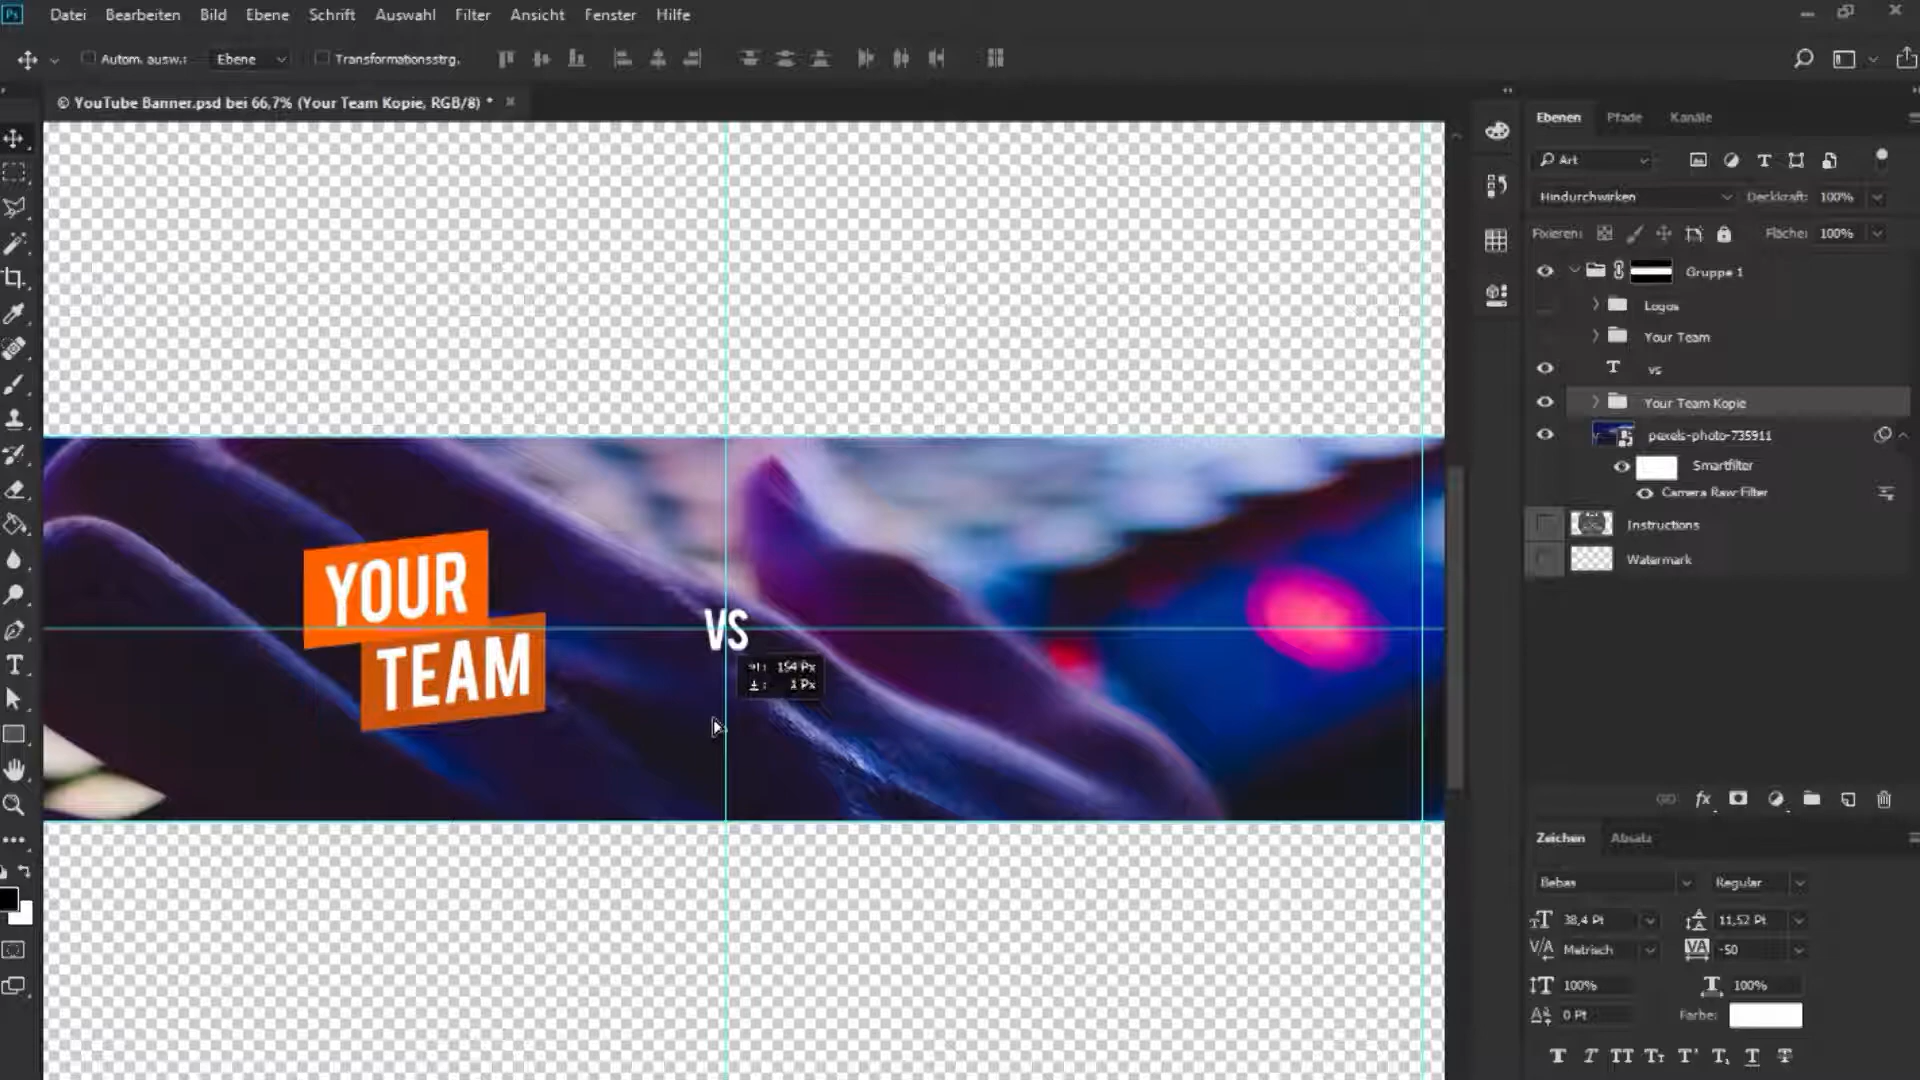 Ps
Datei Bearbeiten Bild Ebene Schrift Auswahl Filter Ansicht Fenster Hilfe
Autom. ausw.: Ebene Transformationsstrg.
© YouTube Banner.psd bei 66,7% (Your Team Kopie, RGB/8) *
Ebenen Pfade Kanäle
Art
Hindurchwirken Deckkraft: 100%
Fixieren: Fläche: 100%
Gruppe 1
Logos
Your Team
vs
Your Team Kopie
pexels-photo-735911
Smartfilter
Camera Raw-Filter
Instructions
Watermark
YOUR
TEAM
VS
154 Px
1 Px
Zeichen Absatz
Bebas Regular
38,4 Pt 11,52 Pt
Metrisch -50
100% 100%
0 Pt Farbe: